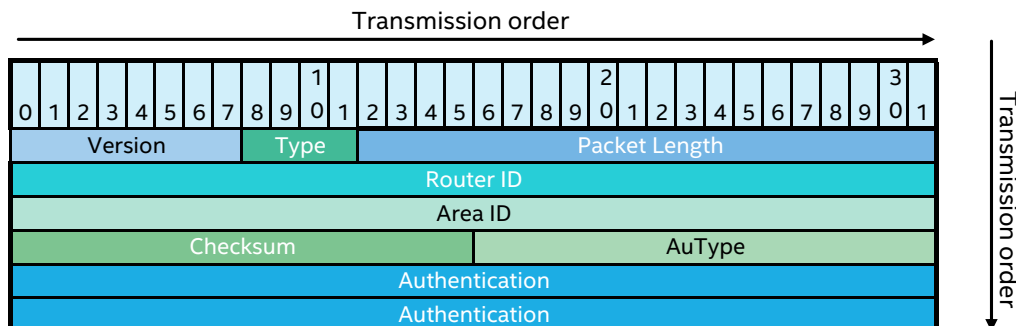 Transmission order
1 2 3
0 1 2 3 4 5 6 7 8 9 0 1 2 3 4 5 6 7 8 9 0 1 2 3 4 5 6 7 8 9 0 1
Version Type Packet Length
Router ID
Area ID
Checksum AuType
Authentication
Authentication
Transmission order